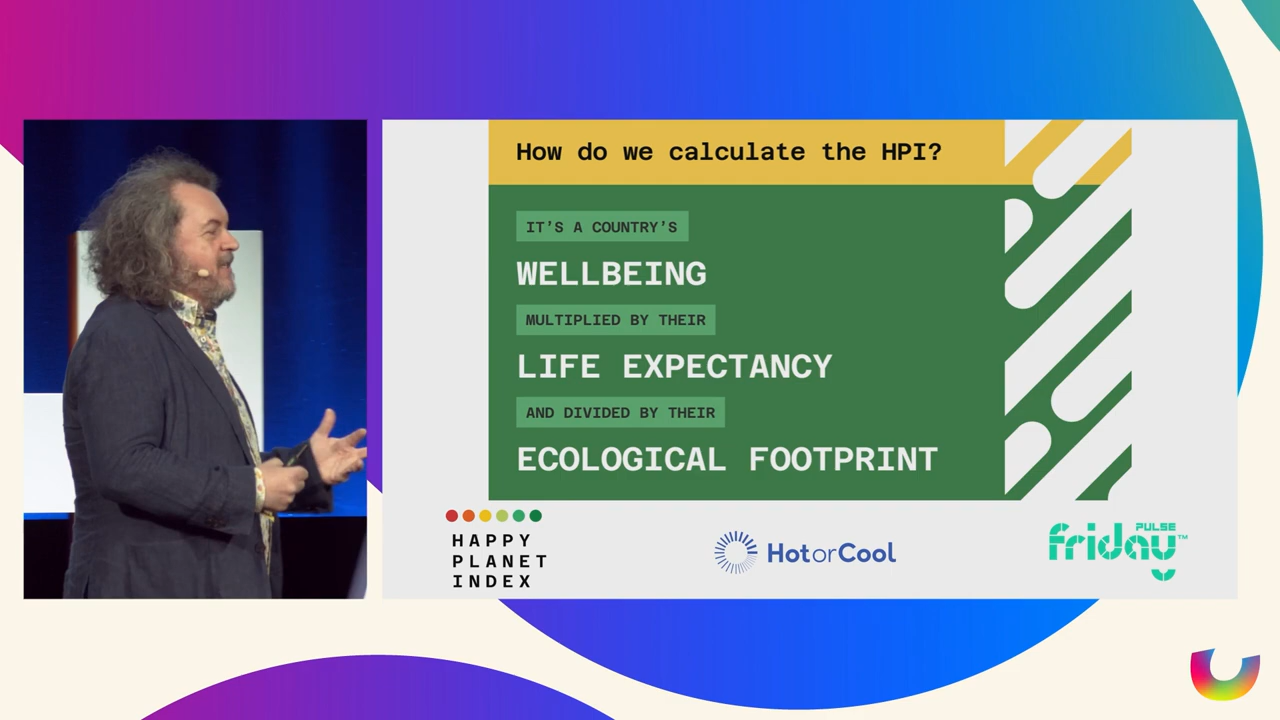 How do we calculate the HPI?
IT'S A COUNTRY'S
WELLBEING
MULTIPLIED BY THEIR
LIFE EXPECTANCY
AND DIVIDED BY THEIR
ECOLOGICAL FOOTPRINT
HAPPY
PLANET
INDEX
HotorCool
PULSE
friday™